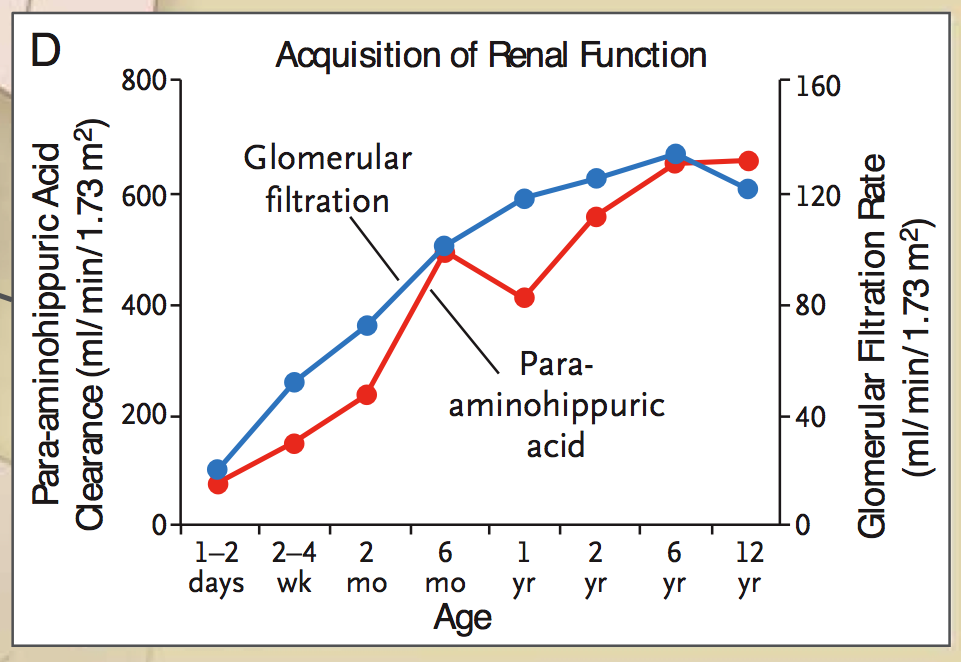 D
Acquisition of Renal Function
Para-aminohippuric Acid
Clearance (ml/min/1.73 m²)
800
600
400
200
0
Glomerular
filtration
Para-
aminohippuric
acid
160
120
80
40
0
Glomerular Filtration Rate
(ml/min/1.73 m²)
1–2 2–4 2 6 1 2 6 12
days wk mo mo yr yr yr yr
Age